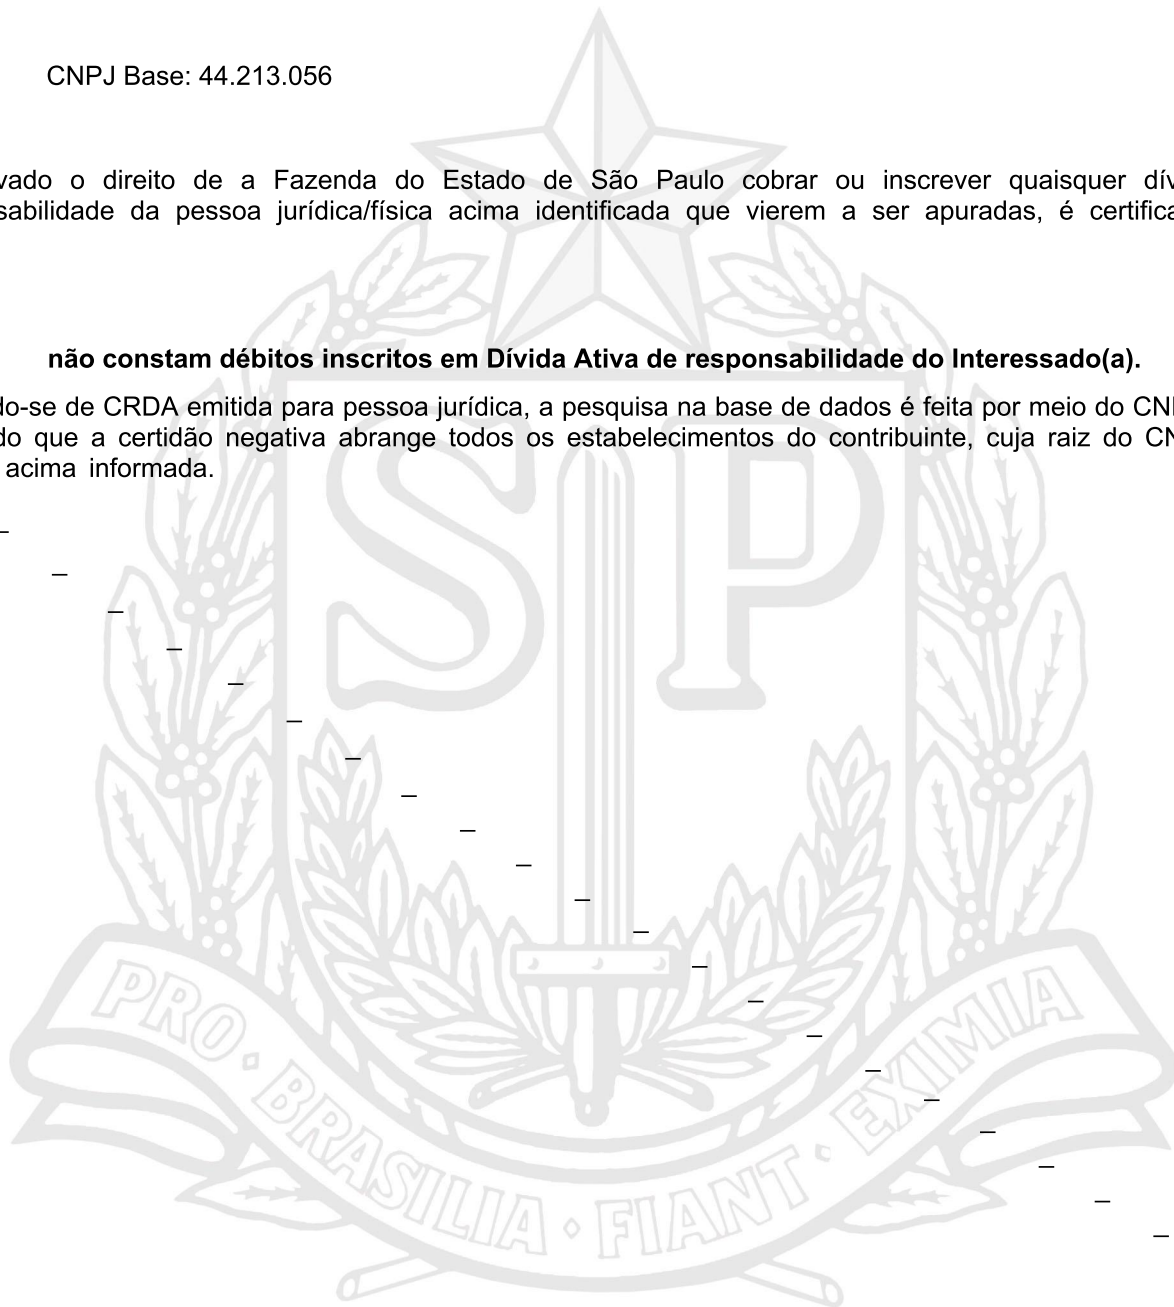 CNPJ Base: 44.213.056
vado o direito de a Fazenda do Estado de São Paulo cobrar ou inscrever quaisquer dív
sabilidade da pessoa jurídica/física acima identificada que vierem a ser apuradas, é certifica
não constam débitos inscritos em Dívida Ativa de responsabilidade do Interessado(a).
do-se de CRDA emitida para pessoa jurídica, a pesquisa na base de dados é feita por meio do CN
do que a certidão negativa abrange todos os estabelecimentos do contribuinte, cuja raiz do CN
acima informada.
SP
PRO · BRASILIA · FIANT · EXIMIA